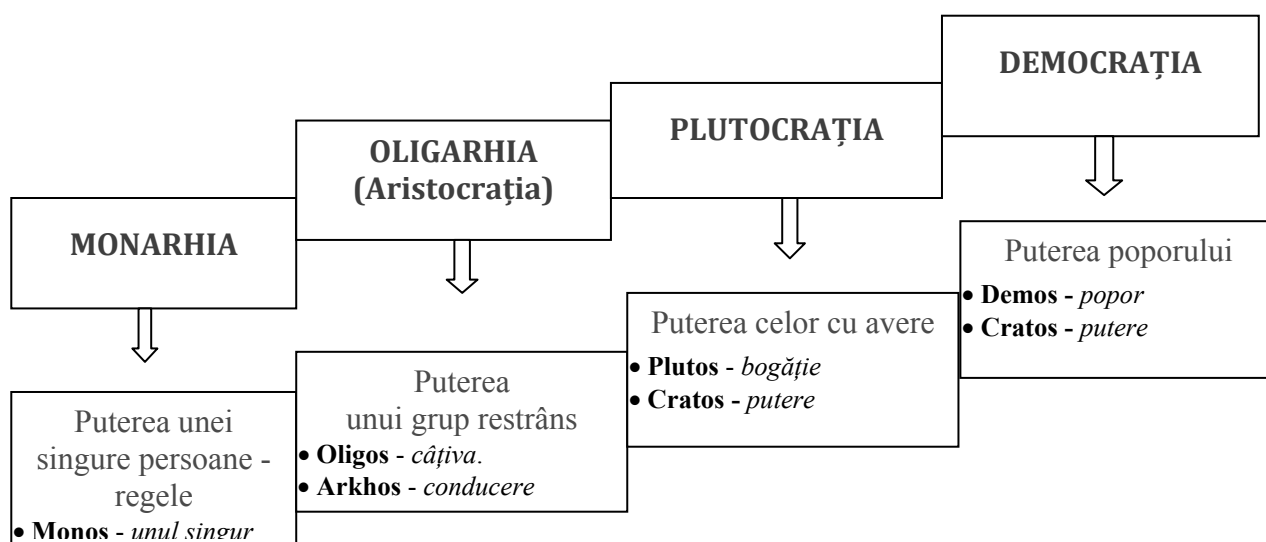 MONARHIA
Puterea unei
singure persoane -
regele
• Monos - unul singur
OLIGARHIA
(Aristocrația)
Puterea
unui grup restrâns
• Oligos - câțiva.
• Arkhos - conducere
PLUTOCRAȚIA
Puterea celor cu avere
• Plutos - bogăție
• Cratos - putere
DEMOCRAȚIA
Puterea poporului
• Demos - popor
• Cratos - putere